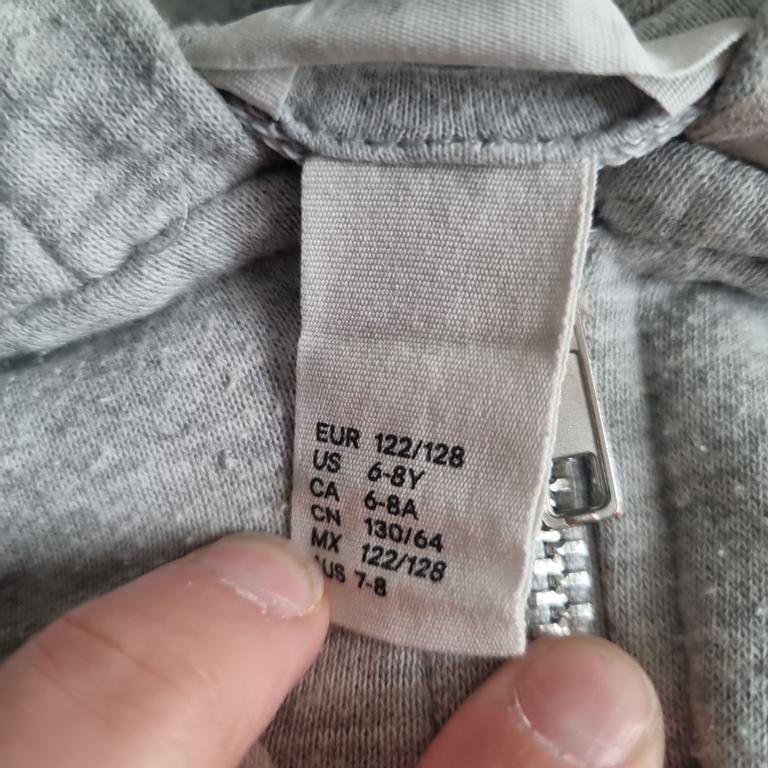 EUR 122/128
US 6-8Y
CA 6-8A
CN 130/64
MX 122/128
AUS 7-8